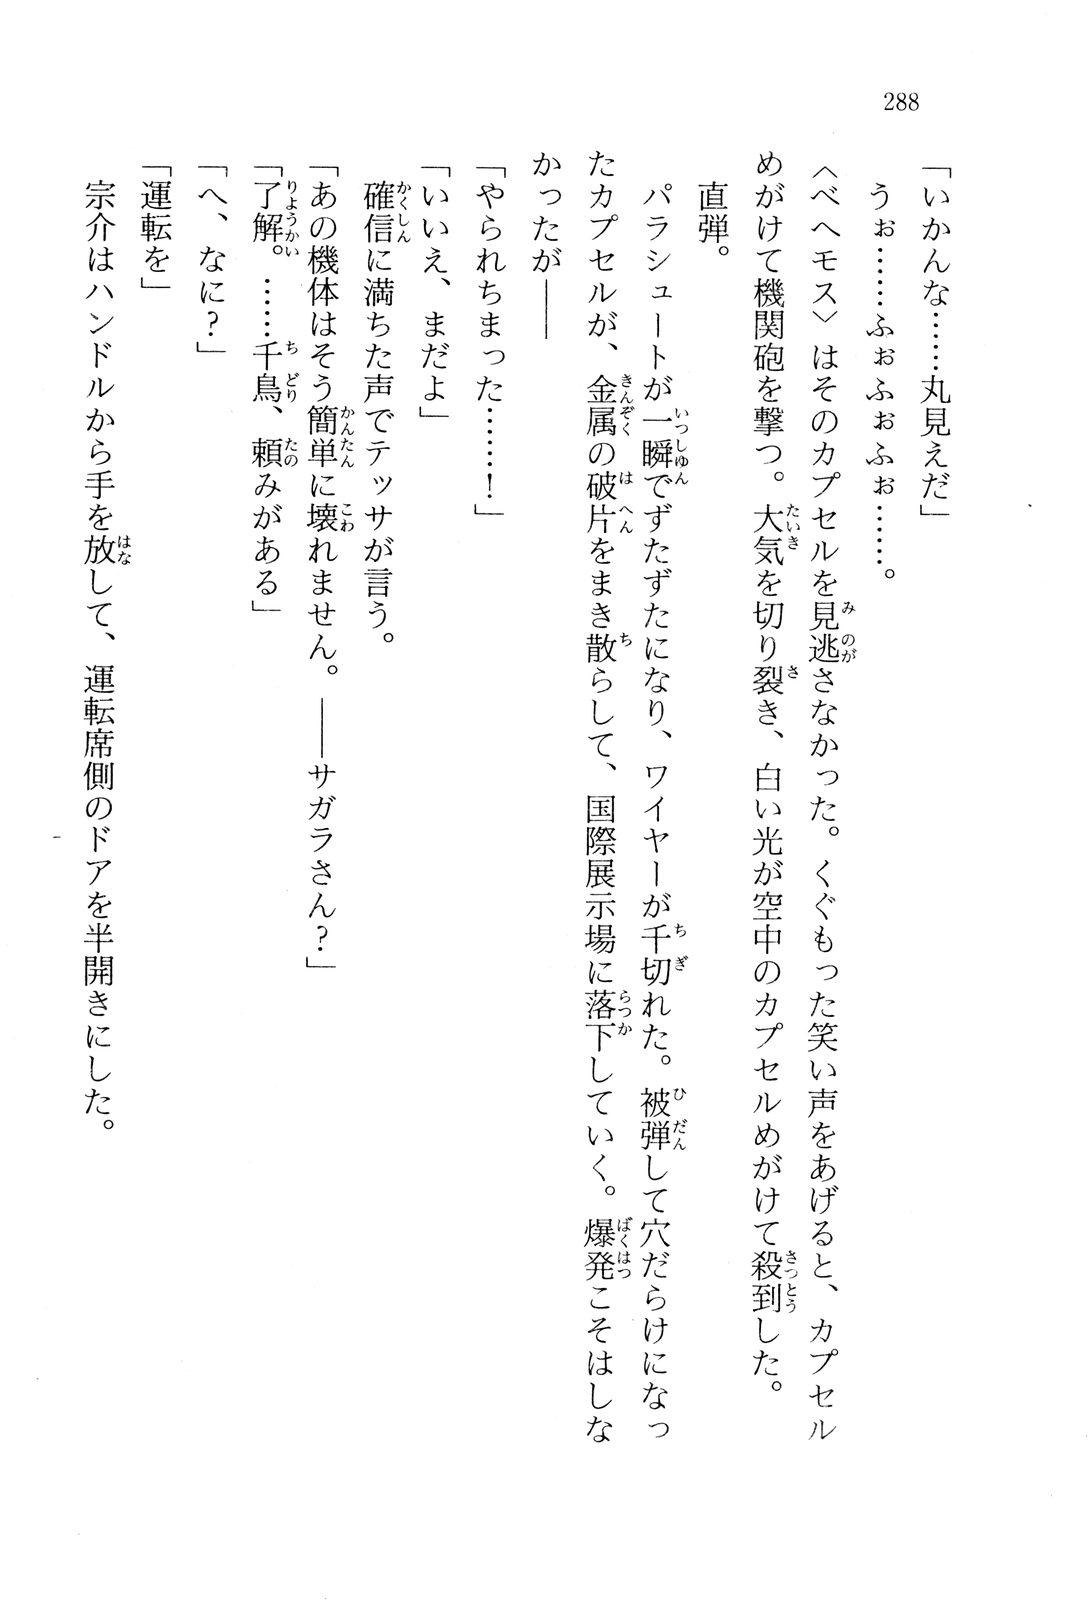 288
「いかんな……丸見えだ」
うぉ……ふぉふぉふぉ……。
〈ベヘモス〉はそのカプセルを見逃さなかった。くぐもった笑い声をあげると、カプセル
めがけて機関砲を撃つ。大気を切り裂き、白い光が空中のカプセルめがけて殺到した。
直弾。
パラシュートが一瞬でずたずたになり、ワイヤーが千切れた。被弾して穴だらけになっ
たカプセルが、金属の破片をまき散らして、国際展示場に落下していく。爆発こそはしな
かったが――
「やられちまった……！」
「いいえ、まだよ」
確信に満ちた声でテッサが言う。
「あの機体はそう簡単に壊れません。――サガラさん？」
「了解。……千鳥、頼みがある」
「へ、なに？」
「運転を」
宗介はハンドルから手を放して、運転席側のドアを半開きにした。